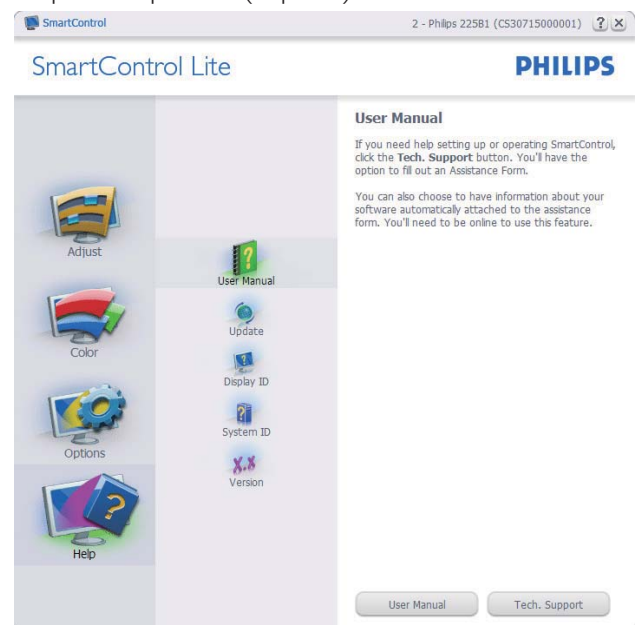 SmartControl
2 - Philips 225B1 (CS30715000001)
?
X
SmartControl Lite
PHILIPS
Adjust
Color
Options
Help
User Manual
Update
Display ID
System ID
X.X
Version
User Manual
If you need help setting up or operating SmartControl,
click the Tech. Support button. You'll have the
option to fill out an Assistance Form.
You can also choose to have information about your
software automatically attached to the assistance
form. You'll need to be online to use this feature.
User Manual
Tech. Support